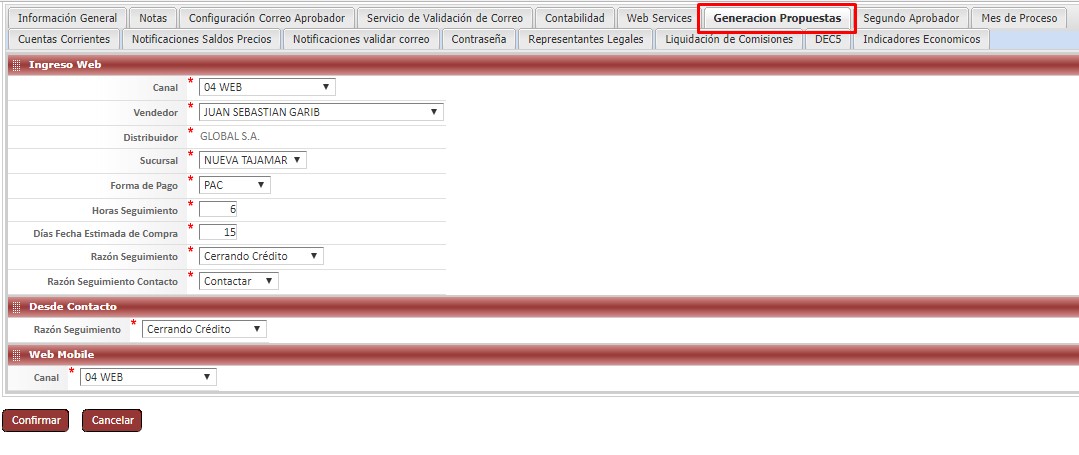 Información General Notas Configuración Correo Aprobador Servicio de Validación de Correo Contabilidad Web Services Generacion Propuestas Segundo Aprobador Mes de Proceso
Cuentas Corrientes Notificaciones Saldos Precios Notificaciones validar correo Contraseña Representantes Legales Liquidación de Comisiones DEC5 Indicadores Economicos
Ingreso Web
Canal * 04 WEB
Vendedor * JUAN SEBASTIAN GARIB
Distribuidor * GLOBAL S.A.
Sucursal * NUEVA TAJAMAR
Forma de Pago * PAC
Horas Seguimiento * 6
Días Fecha Estimada de Compra * 15
Razón Seguimiento * Cerrando Crédito
Razón Seguimiento Contacto * Contactar
Desde Contacto
Razón Seguimiento * Cerrando Crédito
Web Mobile
Canal * 04 WEB
Confirmar Cancelar